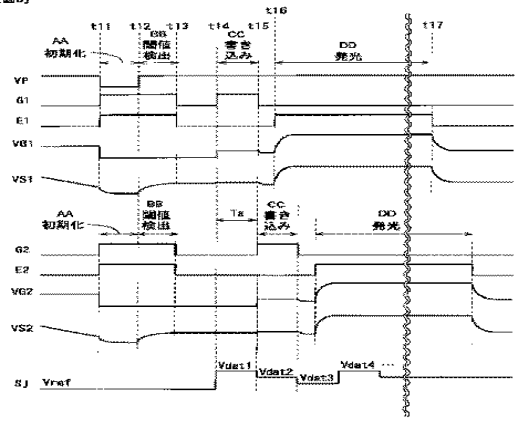 t11 t12 t13 t14 t15 t16 t17
AA
初期化
BB
閾値
検出
CC
書き
込み
DD
発光
VP
G1
E1
VG1
VS1
AA
初期化
BB
閾値
検出
Ta
CC
書き
込み
DD
発光
G2
E2
VG2
VS2
Sj Vref Vdat1 Vdat2 Vdat3 Vdat4 ...